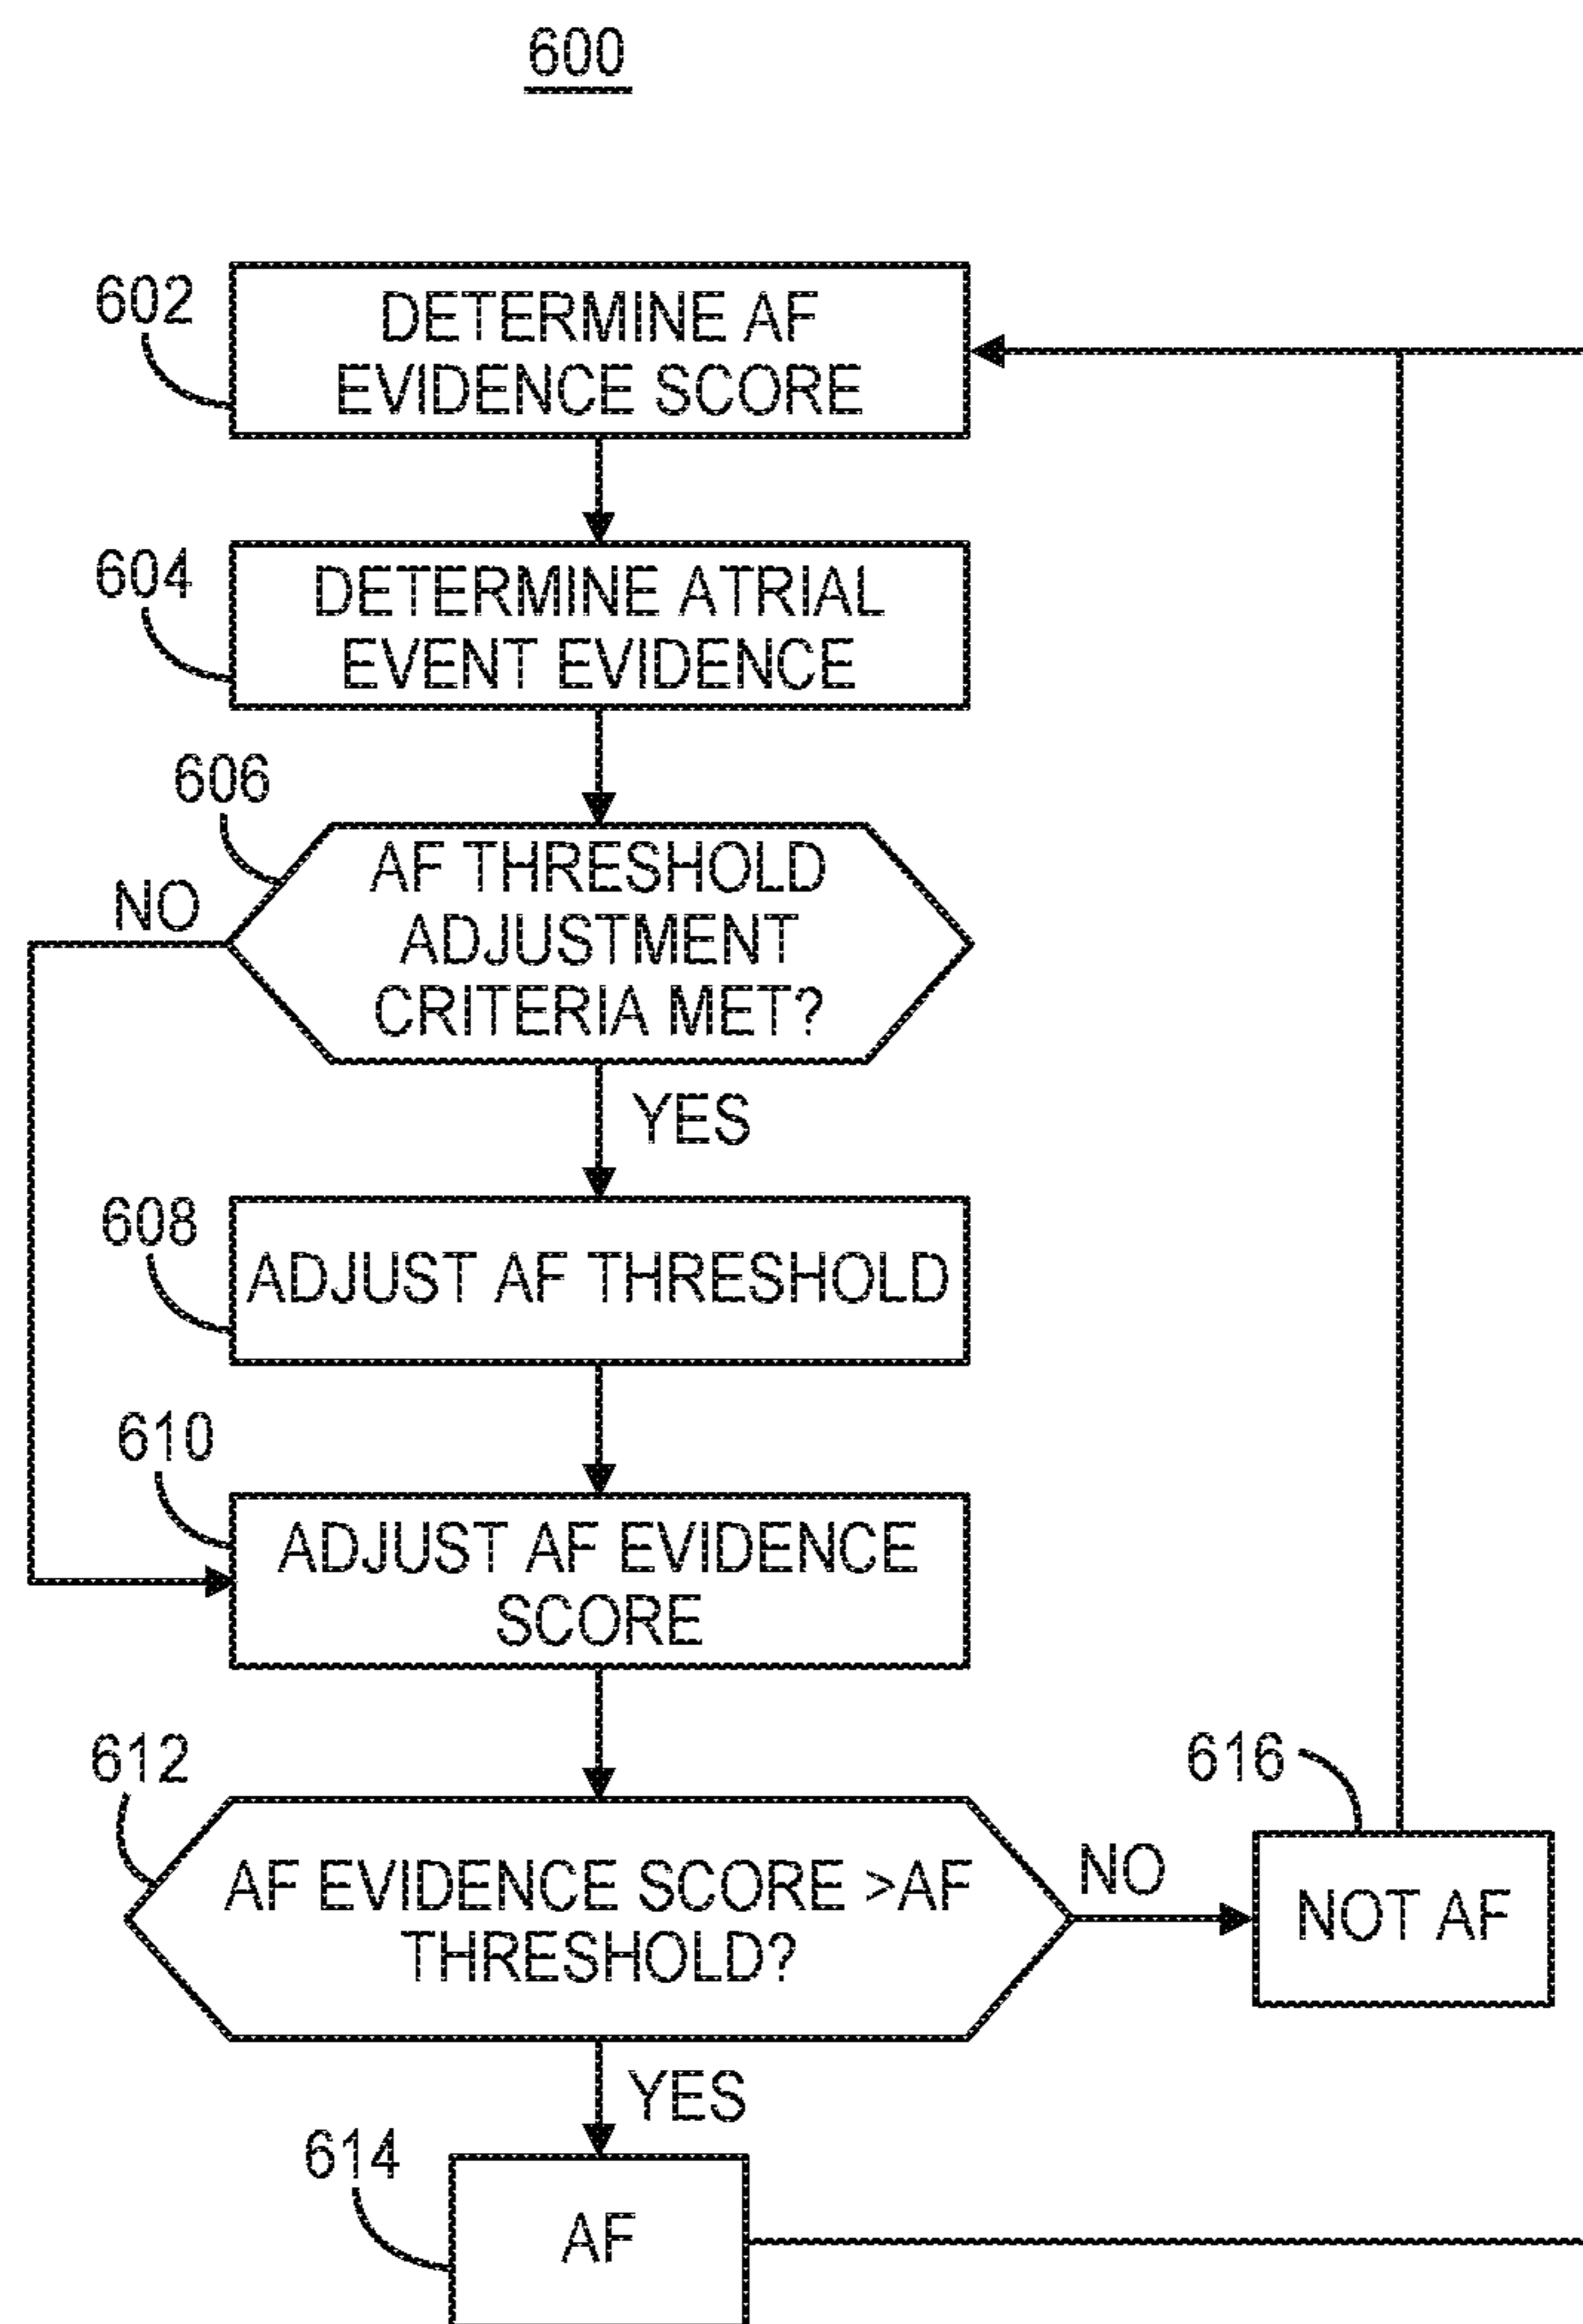 600
602
DETERMINE AF
EVIDENCE SCORE
604
DETERMINE ATRIAL
EVENT EVIDENCE
606
NO
AF THRESHOLD
ADJUSTMENT
CRITERIA MET?
YES
608
ADJUST AF THRESHOLD
610
ADJUST AF EVIDENCE
SCORE
612
AF EVIDENCE SCORE >AF
THRESHOLD?
NO
616
NOT AF
YES
614
AF